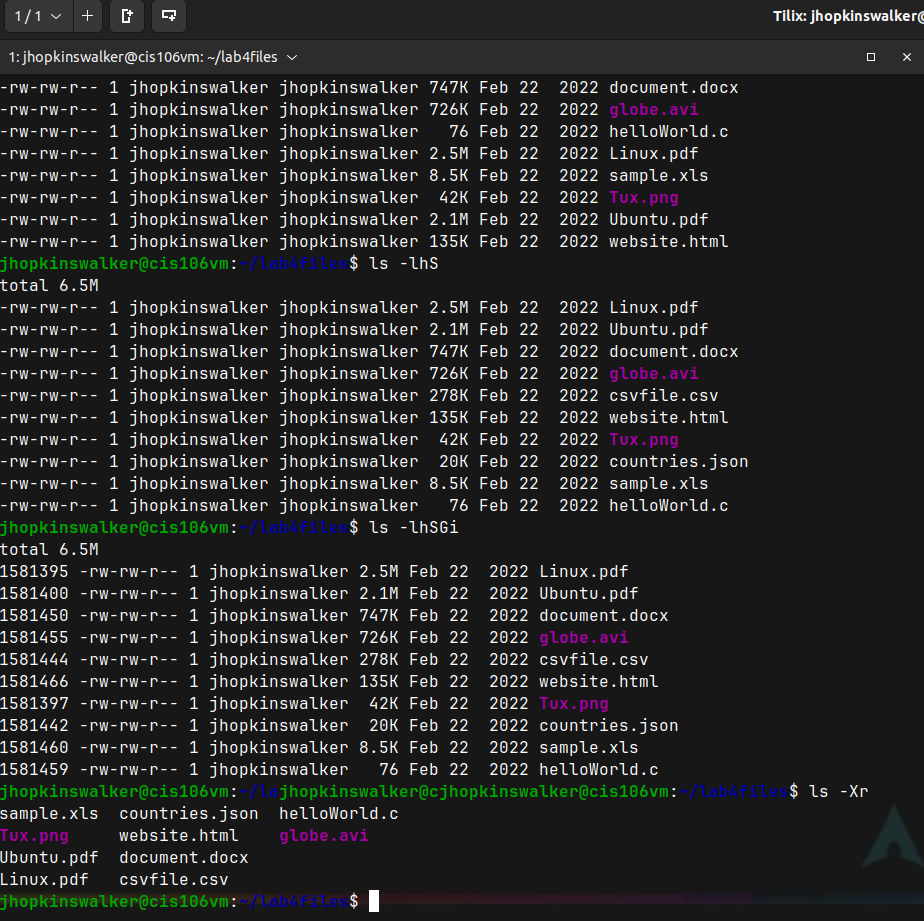 1 / 1
Tilix: jhopkinswalker@
1: jhopkinswalker@cis106vm: ~/lab4files
-rw-rw-r-- 1 jhopkinswalker jhopkinswalker 747K Feb 22  2022 document.docx
-rw-rw-r-- 1 jhopkinswalker jhopkinswalker 726K Feb 22  2022 globe.avi
-rw-rw-r-- 1 jhopkinswalker jhopkinswalker   76 Feb 22  2022 helloWorld.c
-rw-rw-r-- 1 jhopkinswalker jhopkinswalker 2.5M Feb 22  2022 Linux.pdf
-rw-rw-r-- 1 jhopkinswalker jhopkinswalker 8.5K Feb 22  2022 sample.xls
-rw-rw-r-- 1 jhopkinswalker jhopkinswalker  42K Feb 22  2022 Tux.png
-rw-rw-r-- 1 jhopkinswalker jhopkinswalker 2.1M Feb 22  2022 Ubuntu.pdf
-rw-rw-r-- 1 jhopkinswalker jhopkinswalker 135K Feb 22  2022 website.html
jhopkinswalker@cis106vm:~/lab4files$ ls -lhS
total 6.5M
-rw-rw-r-- 1 jhopkinswalker jhopkinswalker 2.5M Feb 22  2022 Linux.pdf
-rw-rw-r-- 1 jhopkinswalker jhopkinswalker 2.1M Feb 22  2022 Ubuntu.pdf
-rw-rw-r-- 1 jhopkinswalker jhopkinswalker 747K Feb 22  2022 document.docx
-rw-rw-r-- 1 jhopkinswalker jhopkinswalker 726K Feb 22  2022 globe.avi
-rw-rw-r-- 1 jhopkinswalker jhopkinswalker 278K Feb 22  2022 csvfile.csv
-rw-rw-r-- 1 jhopkinswalker jhopkinswalker 135K Feb 22  2022 website.html
-rw-rw-r-- 1 jhopkinswalker jhopkinswalker  42K Feb 22  2022 Tux.png
-rw-rw-r-- 1 jhopkinswalker jhopkinswalker  20K Feb 22  2022 countries.json
-rw-rw-r-- 1 jhopkinswalker jhopkinswalker 8.5K Feb 22  2022 sample.xls
-rw-rw-r-- 1 jhopkinswalker jhopkinswalker   76 Feb 22  2022 helloWorld.c
jhopkinswalker@cis106vm:~/lab4files$ ls -lhSGi
total 6.5M
1581395 -rw-rw-r-- 1 jhopkinswalker 2.5M Feb 22  2022 Linux.pdf
1581400 -rw-rw-r-- 1 jhopkinswalker 2.1M Feb 22  2022 Ubuntu.pdf
1581450 -rw-rw-r-- 1 jhopkinswalker 747K Feb 22  2022 document.docx
1581455 -rw-rw-r-- 1 jhopkinswalker 726K Feb 22  2022 globe.avi
1581444 -rw-rw-r-- 1 jhopkinswalker 278K Feb 22  2022 csvfile.csv
1581466 -rw-rw-r-- 1 jhopkinswalker 135K Feb 22  2022 website.html
1581397 -rw-rw-r-- 1 jhopkinswalker  42K Feb 22  2022 Tux.png
1581442 -rw-rw-r-- 1 jhopkinswalker  20K Feb 22  2022 countries.json
1581460 -rw-rw-r-- 1 jhopkinswalker 8.5K Feb 22  2022 sample.xls
1581459 -rw-rw-r-- 1 jhopkinswalker   76 Feb 22  2022 helloWorld.c
jhopkinswalker@cis106vm:~/lajhopkinswalker@cjhopkinswalker@cis106vm:~/lab4files$ ls -Xr
sample.xls  countries.json  helloWorld.c
Tux.png     website.html    globe.avi
Ubuntu.pdf  document.docx
Linux.pdf   csvfile.csv
jhopkinswalker@cis106vm:~/lab4files$